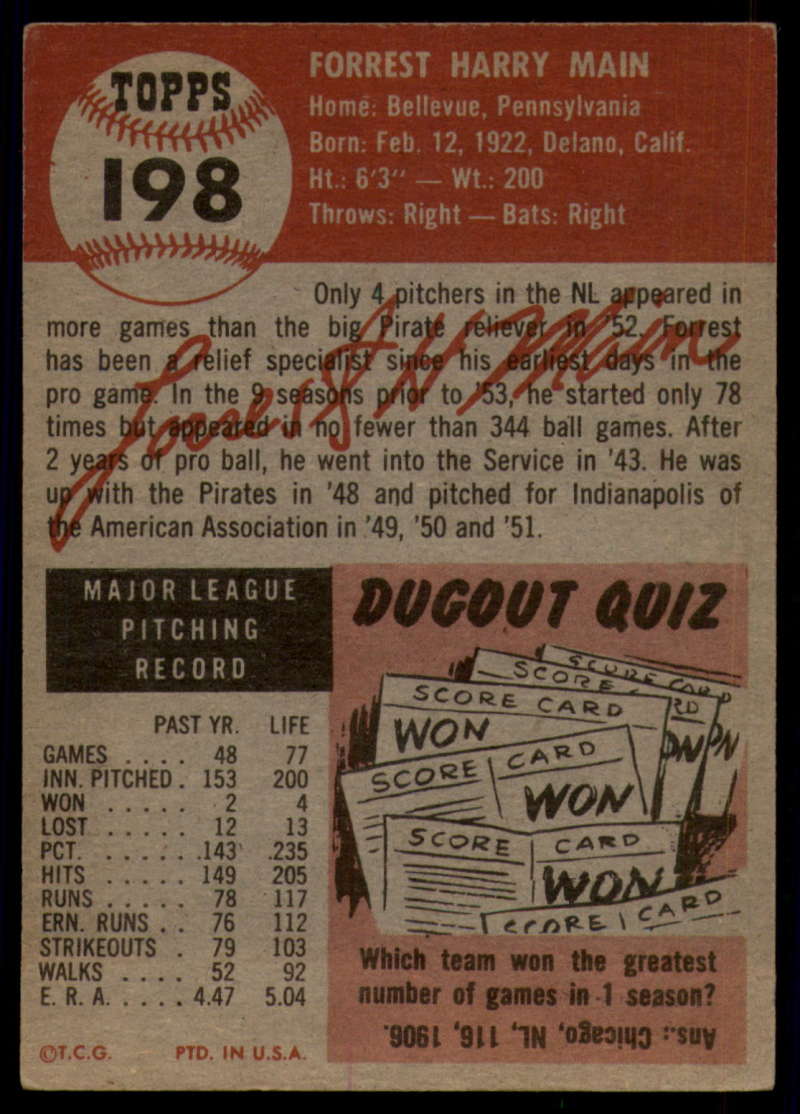 TOPPS
198
FORREST HARRY MAIN
Home: Bellevue, Pennsylvania
Born: Feb. 12, 1922, Delano, Calif.
Ht.: 6'3" — Wt.: 200
Throws: Right — Bats: Right
Only 4 pitchers in the NL appeared in
more games than the big Pirate reliever in '52. Forrest
has been a relief specialist since his earliest days in the
pro game. In the 9 seasons prior to '53, he started only 78
times but appeared in no fewer than 344 ball games. After
2 years of pro ball, he went into the Service in '43. He was
up with the Pirates in '48 and pitched for Indianapolis of
the American Association in '49, '50 and '51.
Forrest H Main
MAJOR LEAGUE
PITCHING
RECORD
PAST YR. LIFE
GAMES .... 48 77
INN. PITCHED . 153 200
WON ..... 2 4
LOST ..... 12 13
PCT. ...... .143 .235
HITS ..... 149 205
RUNS ..... 78 117
ERN. RUNS .. 76 112
STRIKEOUTS . 79 103
WALKS .... 52 92
E. R. A. ..... 4.47 5.04
©T.C.G. PTD. IN U.S.A.
DUGOUT QUIZ
SCORE CARD
SCORE
SCORE CARD
RD
WON
WON
SCORE CARD
WON
SCORE CARD
WON
SCORE CARD
Which team won the greatest
number of games in 1 season?
Ans.: Chicago, NL, 116, 1906.